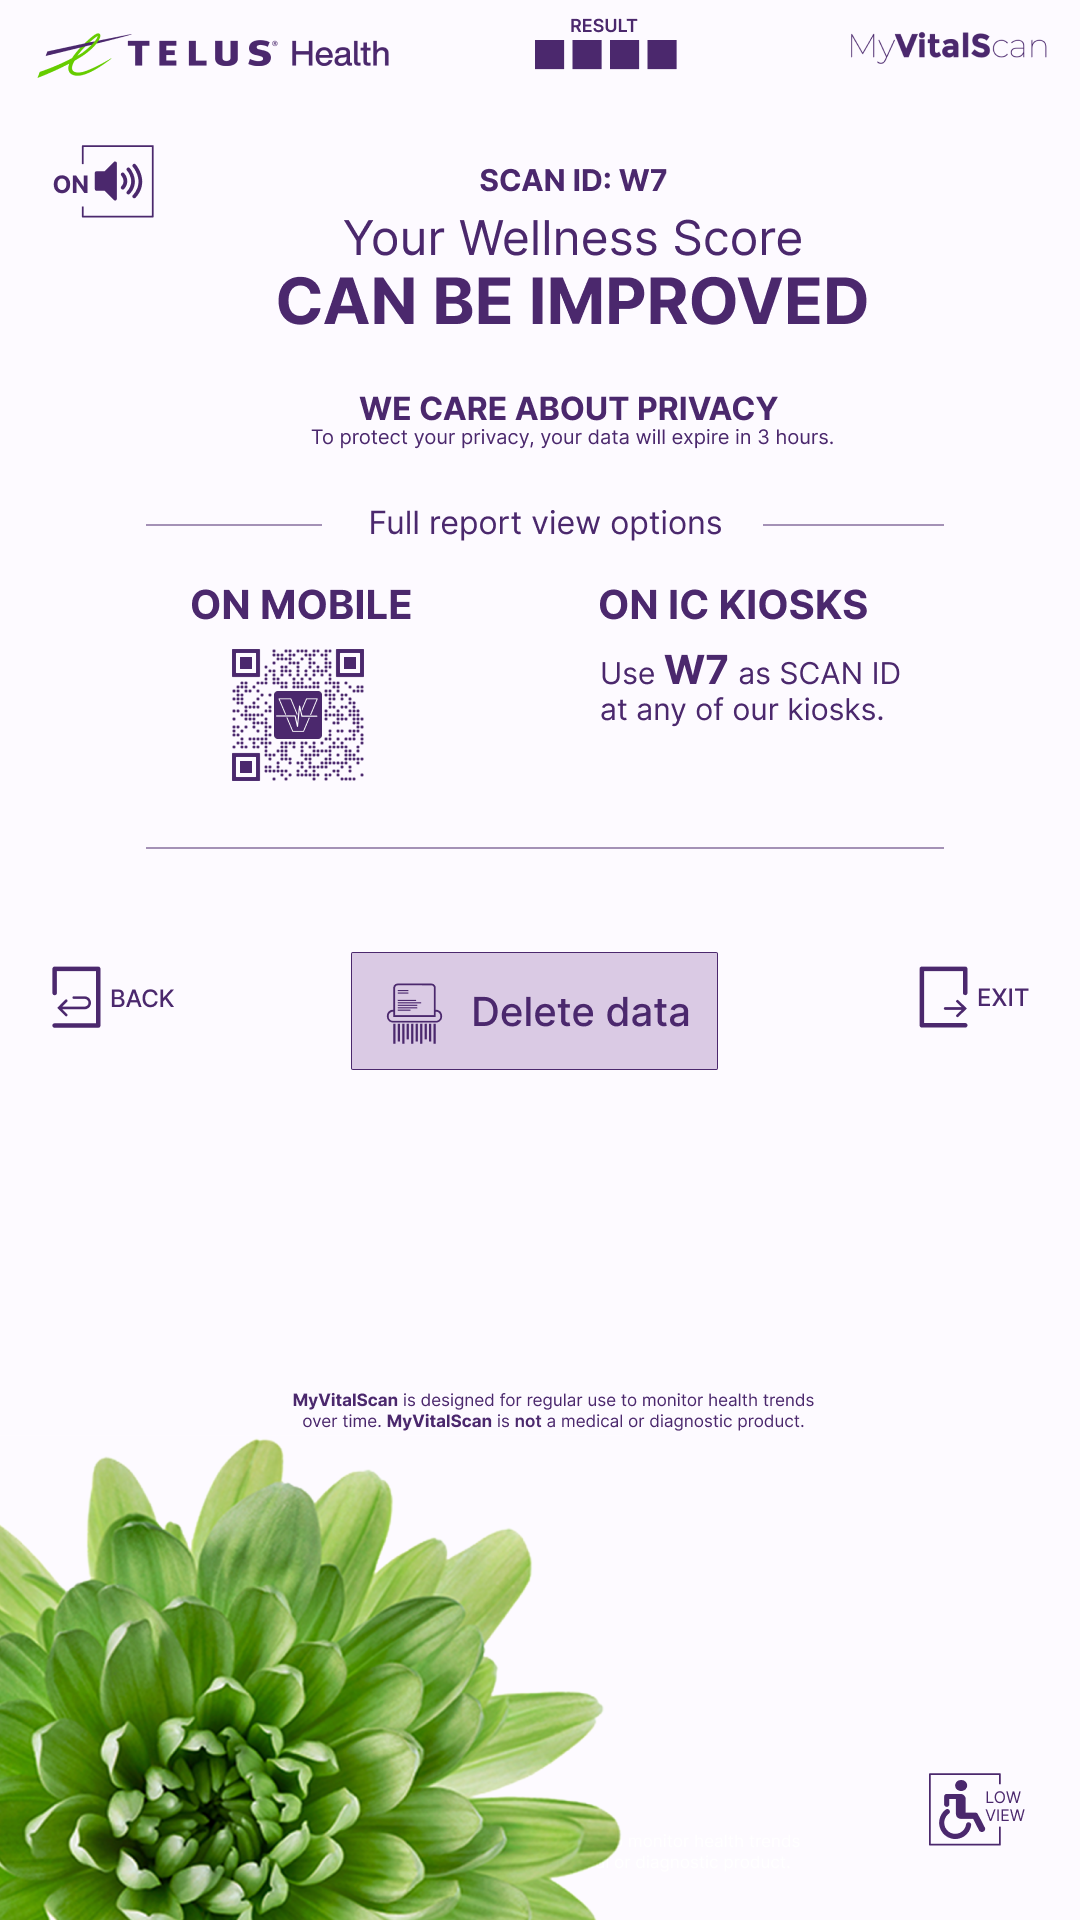 TELUS® Health
RESULT
MyVitalScan
ON
SCAN ID: W7
Your Wellness Score
CAN BE IMPROVED
WE CARE ABOUT PRIVACY
To protect your privacy, your data will expire in 3 hours.
Full report view options
ON MOBILE
ON IC KIOSKS
Use W7 as SCAN ID
at any of our kiosks.
BACK
Delete data
EXIT
MyVitalScan is designed for regular use to monitor health trends
over time. MyVitalScan is not a medical or diagnostic product.
LOW
VIEW